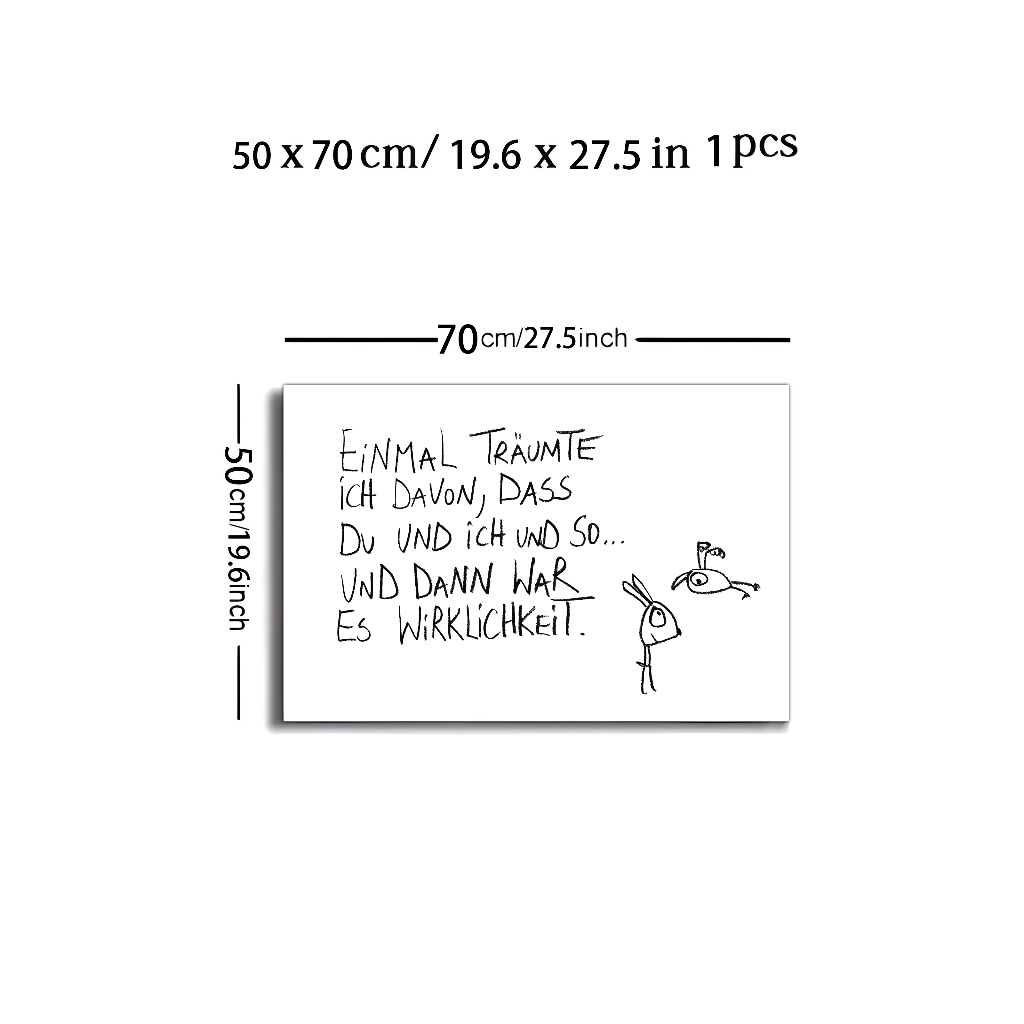 50 x 70 cm/ 19.6 x 27.5 in 1 pcs
70cm/27.5inch
50cm/19.6inch
EiNMAL TRÄUMTE
iCH DAVON, DASS
DU UND iCH UND SO...
UND DANN WAR
ES WiRKLiCHKEiT.